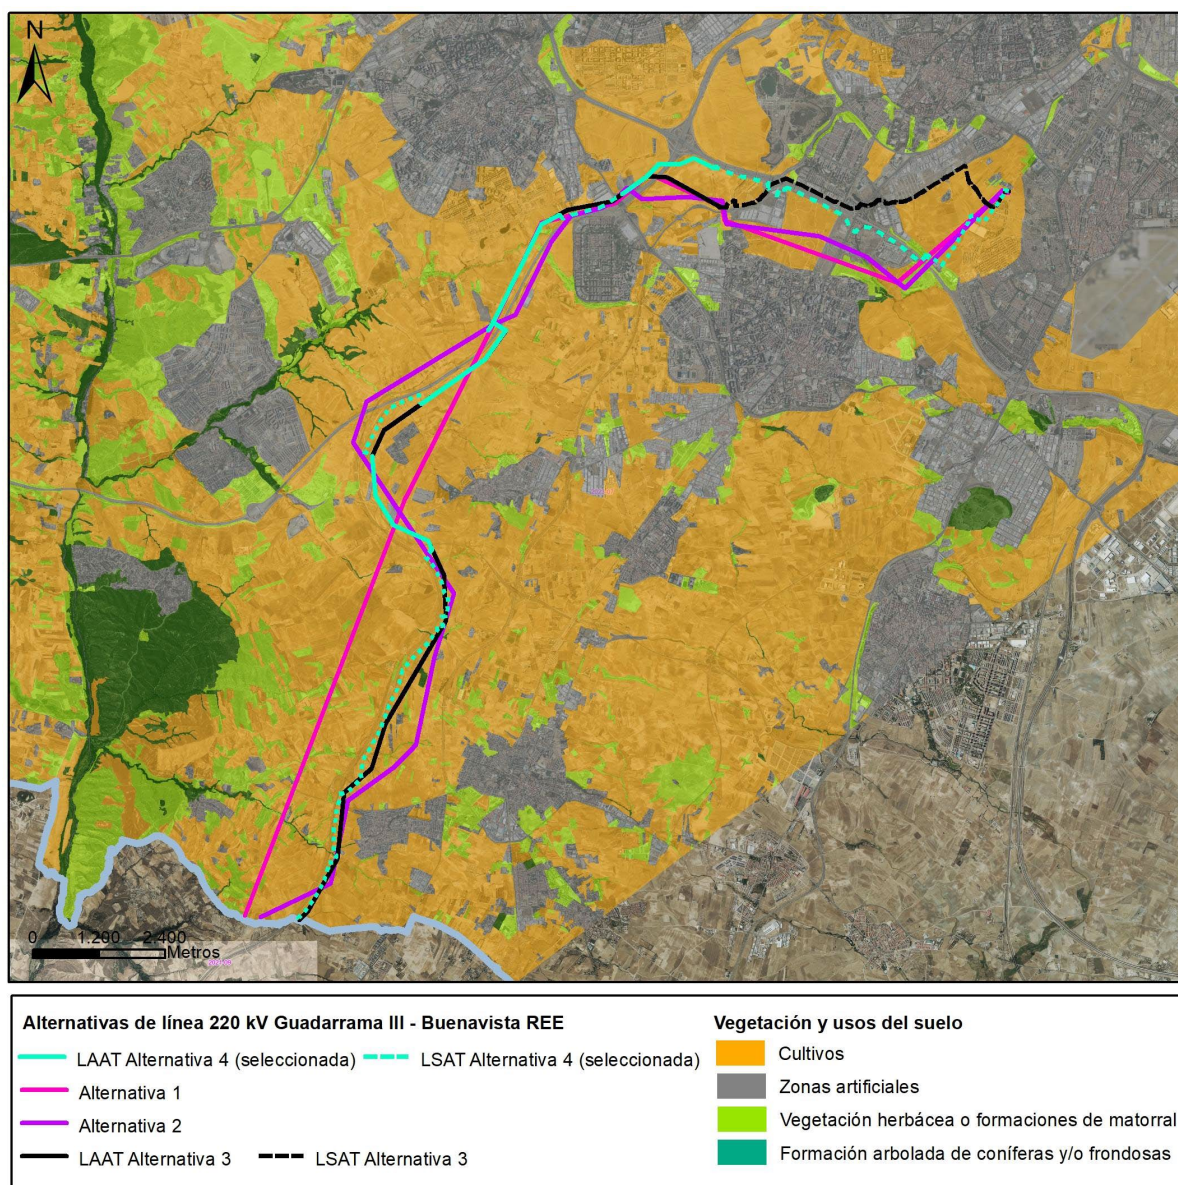 N
0 1.200 2.400
Metros
Alternativas de línea 220 kV Guadarrama III - Buenavista REE
LAAT Alternativa 4 (seleccionada)
LSAT Alternativa 4 (seleccionada)
Alternativa 1
Alternativa 2
LAAT Alternativa 3
LSAT Alternativa 3
Vegetación y usos del suelo
Cultivos
Zonas artificiales
Vegetación herbácea o formaciones de matorral
Formación arbolada de coníferas y/o frondosas